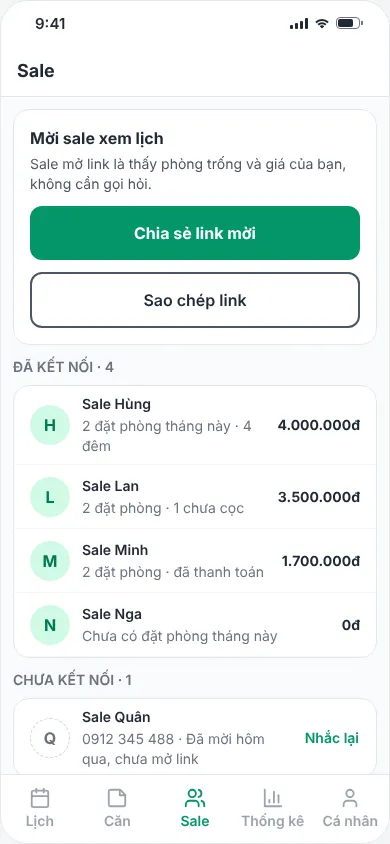 9:41
Sale
Mời sale xem lịch
Sale mở link là thấy phòng trống và giá của bạn,
không cần gọi hỏi.
Chia sẻ link mời
Sao chép link
ĐÃ KẾT NỐI · 4
H
Sale Hùng
2 đặt phòng tháng này · 4
đêm
4.000.000đ
L
Sale Lan
2 đặt phòng · 1 chưa cọc
3.500.000đ
M
Sale Minh
2 đặt phòng · đã thanh toán
1.700.000đ
N
Sale Nga
Chưa có đặt phòng tháng này
0đ
CHƯA KẾT NỐI · 1
Q
Sale Quân
0912 345 488 · Đã mời hôm
qua, chưa mở link
Nhắc lại
Lịch
Căn
Sale
Thống kê
Cá nhân